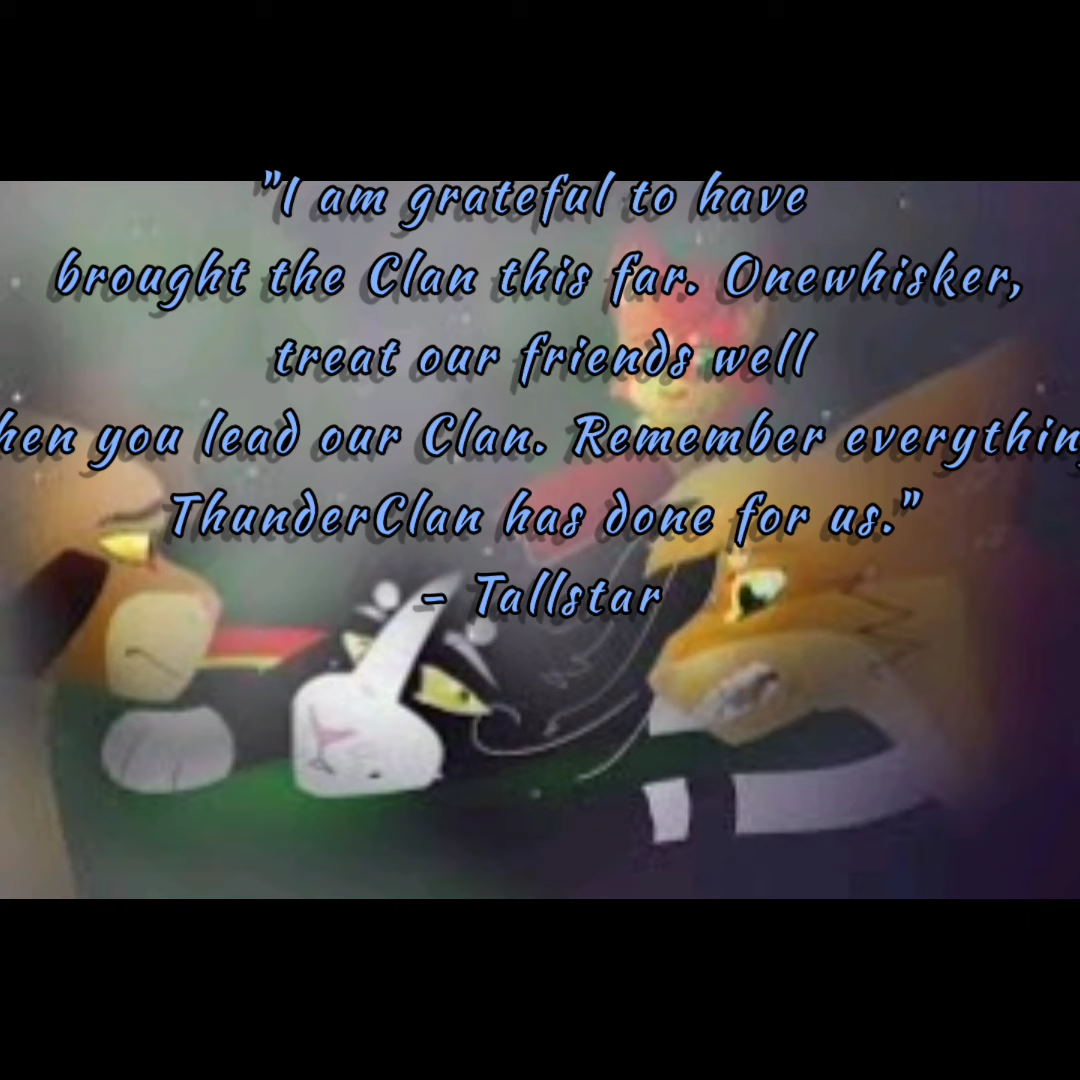 "I am grateful to have
brought the Clan this far. Onewhisker,
treat our friends well
hen you lead our Clan. Remember everythin
ThunderClan has done for us."
- Tallstar